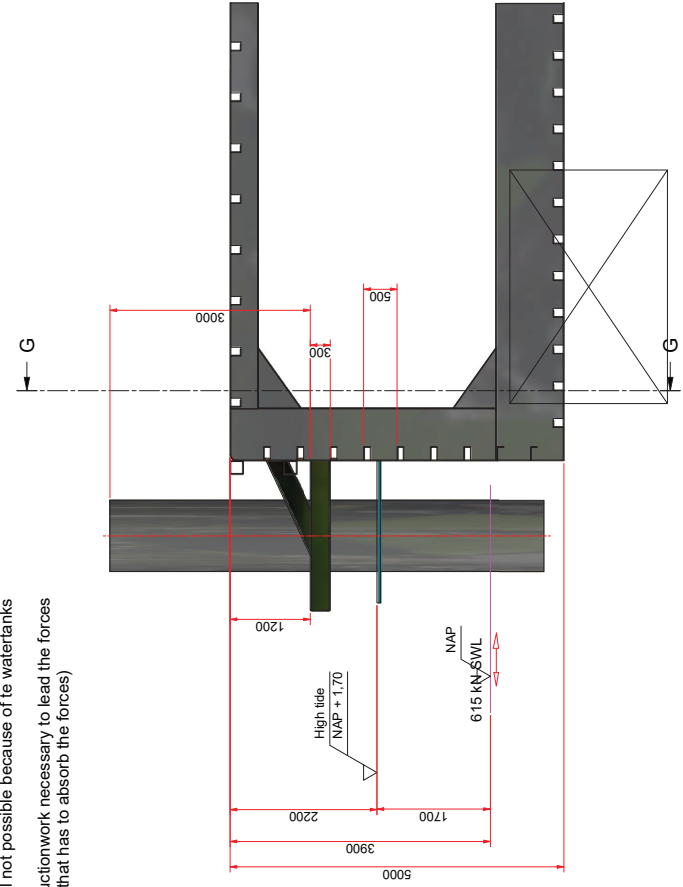 l not possible because of te watertanks
uctionwork necessary to lead the forces
that has to absorb the forces)
G
3000
300
500
1200
High tide
NAP + 1,70
NAP
615 kN SWL
2200
1700
3900
5000
G